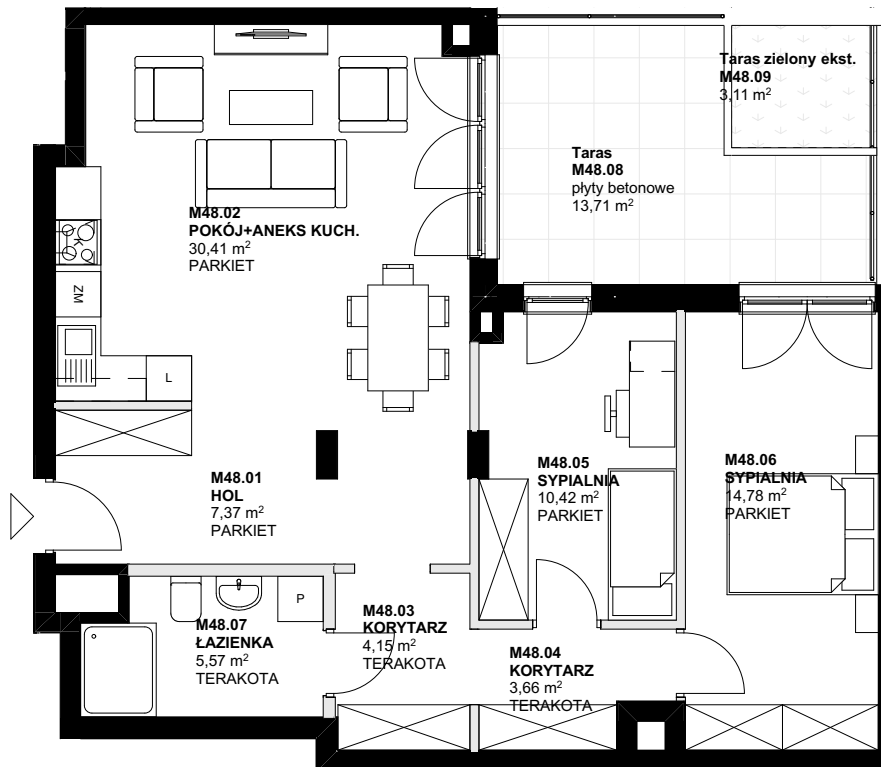 Taras zielony ekst.
M48.09
3,11 m²
Taras
M48.08
płyty betonowe
13,71 m²
M48.02
POKÓJ+ANEKS KUCH.
30,41 m²
PARKIET
K
ZM
L
M48.01
HOL
7,37 m²
PARKIET
M48.05
SYPIALNIA
10,42 m²
PARKIET
M48.06
SYPIALNIA
14,78 m²
PARKIET
P
M48.07
ŁAZIENKA
5,57 m²
TERAKOTA
M48.03
KORYTARZ
4,15 m²
TERAKOTA
M48.04
KORYTARZ
3,66 m²
TERAKOTA